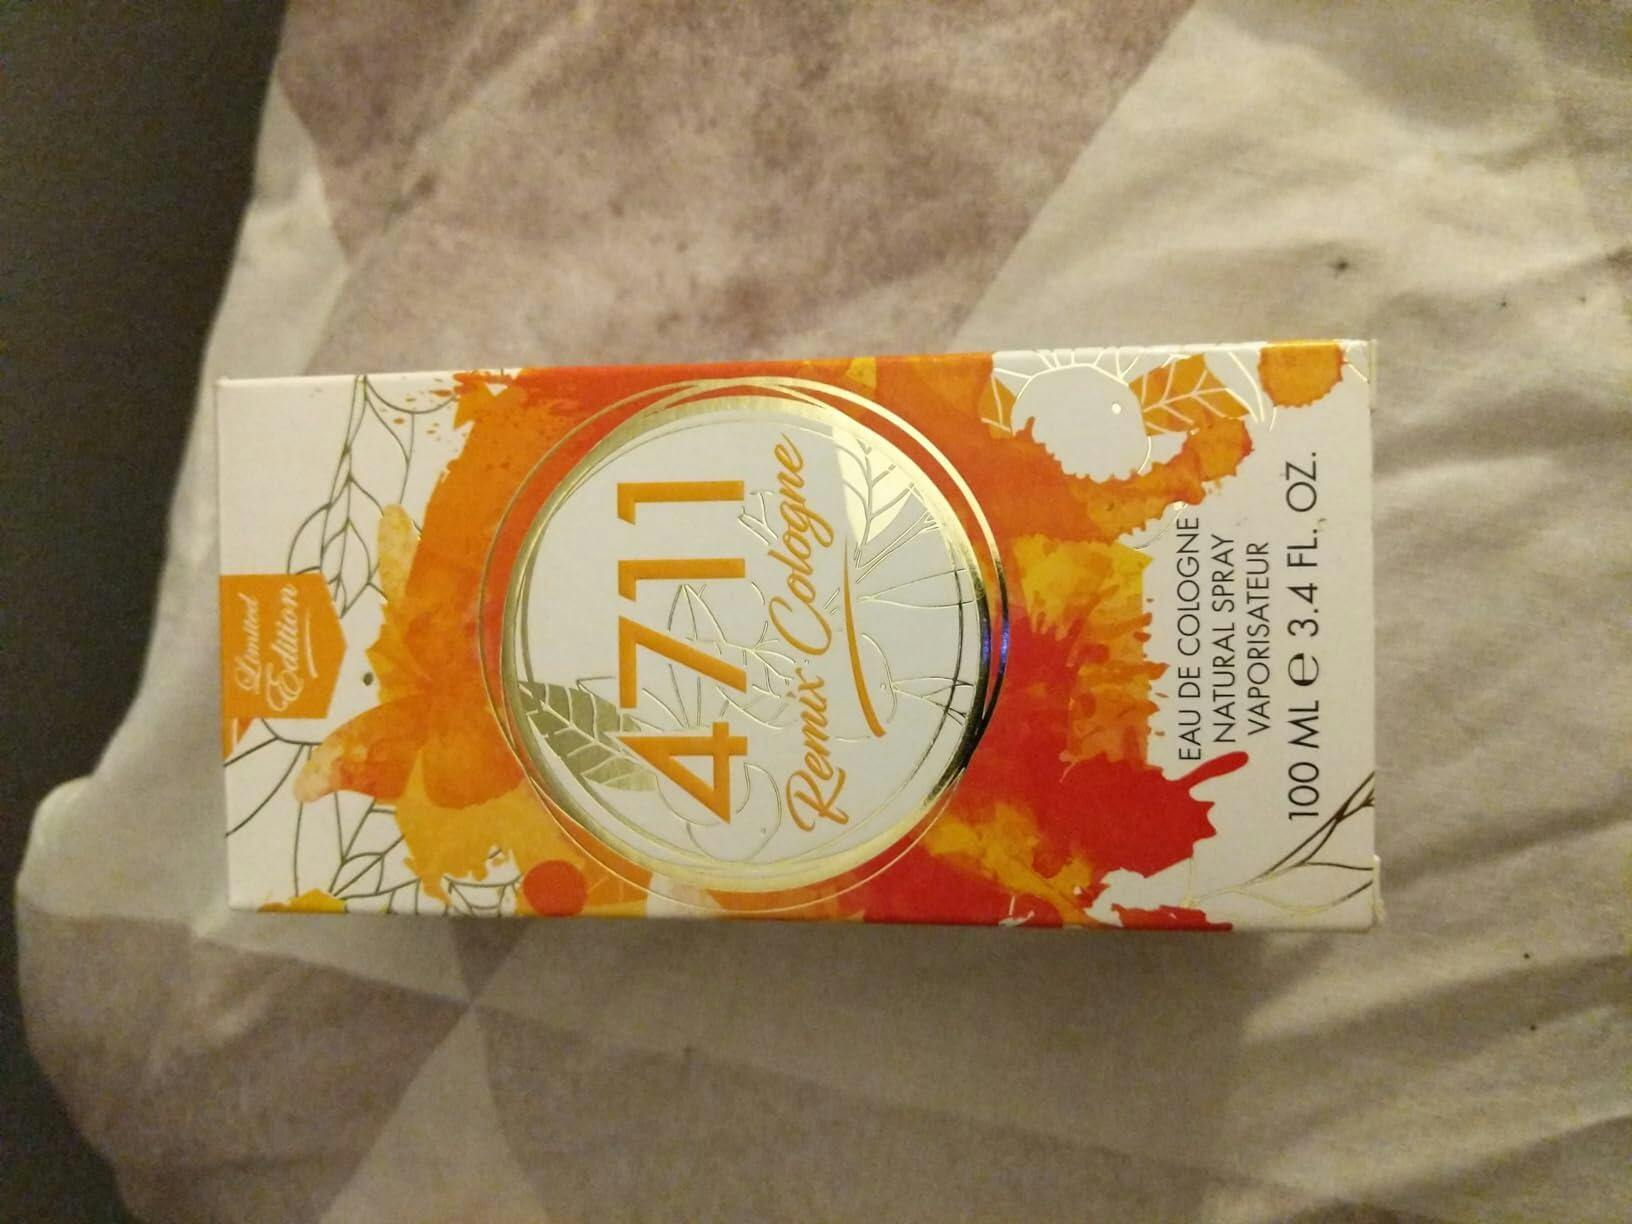 Limited
Edition
4711
Remix Cologne
EAU DE COLOGNE
NATURAL SPRAY
VAPORISATEUR
100 ML e 3.4 FL. OZ.